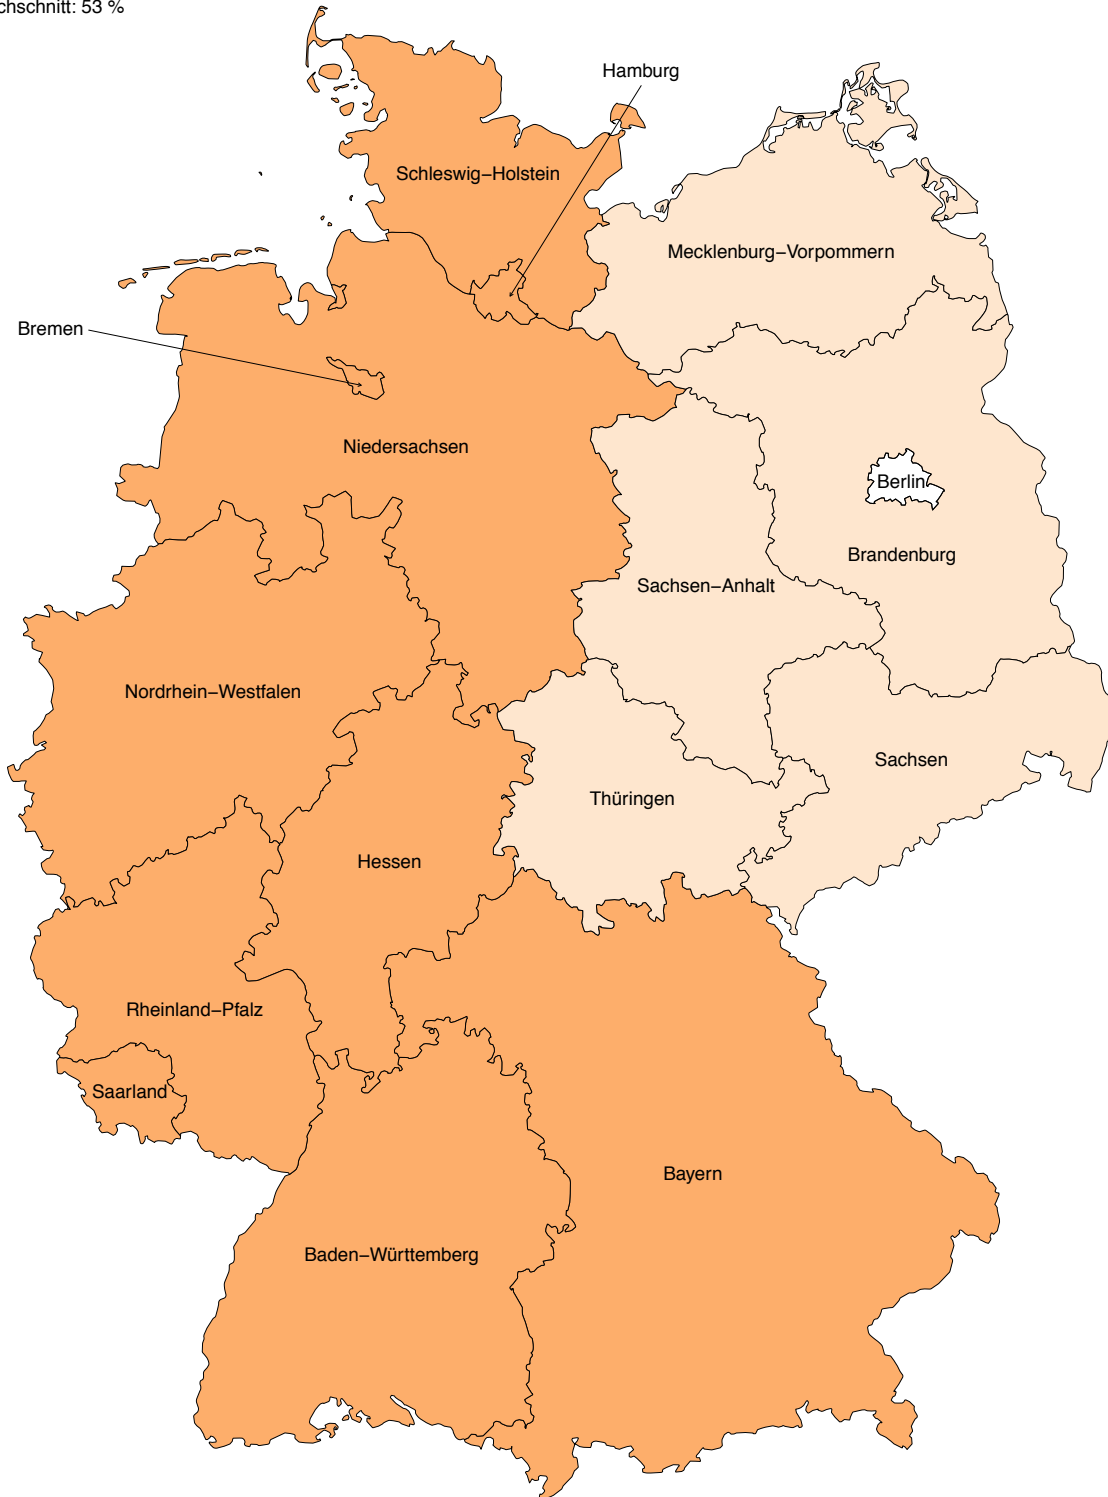 chschnitt: 53 %
Hamburg
Schleswig–Holstein
Mecklenburg–Vorpommern
Bremen
Niedersachsen
Berlin
Brandenburg
Sachsen–Anhalt
Nordrhein–Westfalen
Sachsen
Thüringen
Hessen
Rheinland–Pfalz
Saarland
Bayern
Baden–Württemberg